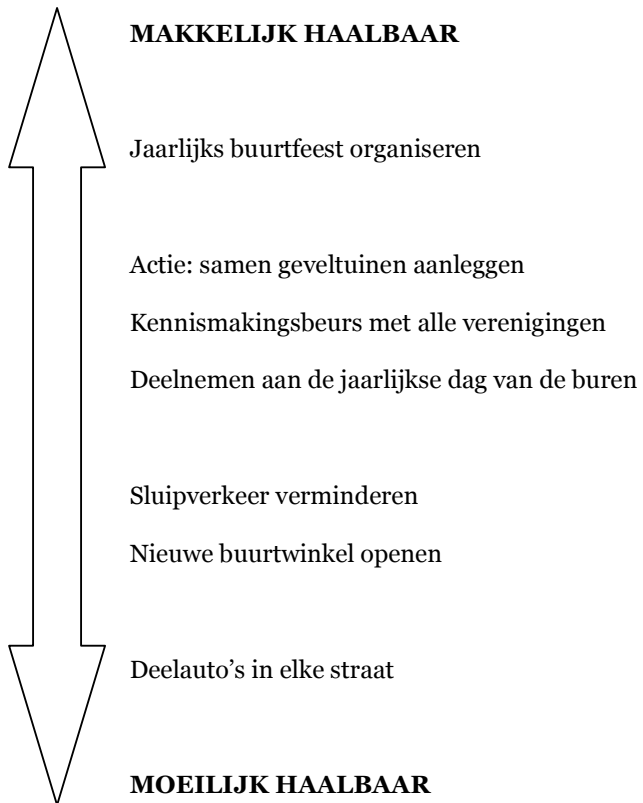 MAKKELIJK HAALBAAR
Jaarlijks buurtfeest organiseren
Actie: samen geveltuinen aanleggen
Kennismakingsbeurs met alle verenigingen
Deelnemen aan de jaarlijkse dag van de buren
Sluipverkeer verminderen
Nieuwe buurtwinkel openen
Deelauto’s in elke straat
MOEILIJK HAALBAAR